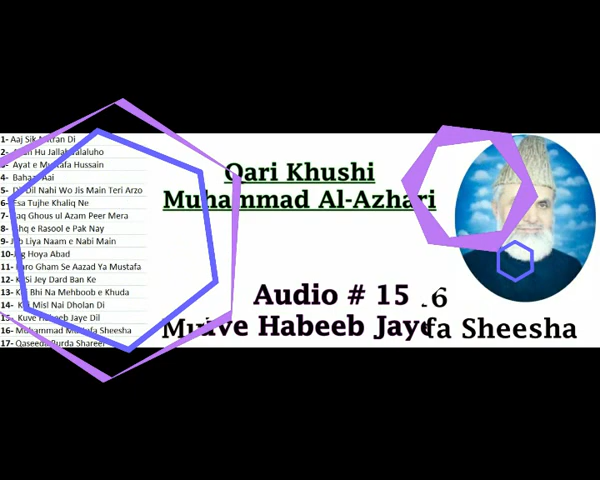 1- Aaj Sik Mitran Di
2- Allah Hu Jallah Jalaluho
3- Ayat e Mustafa Hussain
4- Bahaar Aai
5- Dil Nahi Wo Jis Main Teri Arzo
6- Esa Tujhe Khaliq Ne
7- Haq Ghous ul Azam Peer Mera
8- Ishq e Rasool e Pak Nay
9- Jab Liya Naam e Nabi Main
10- Jag Hoya Abad
11- Karo Gham Se Aazad Ya Mustafa
12- Kisi Jey Dard Ban Ke
13- Koi Bhi Na Mehboob e Khuda
14- Koi Misl Nai Dholan Di
15- Kuve Habeeb Jaye Dil
16- Muhammad Mustafa Sheesha
17- Qaseeda Burda Shareef
Qari Khushi
Muhammad Al-Azhari
Audio # 15 6
Habeeb Jaye Sheesha